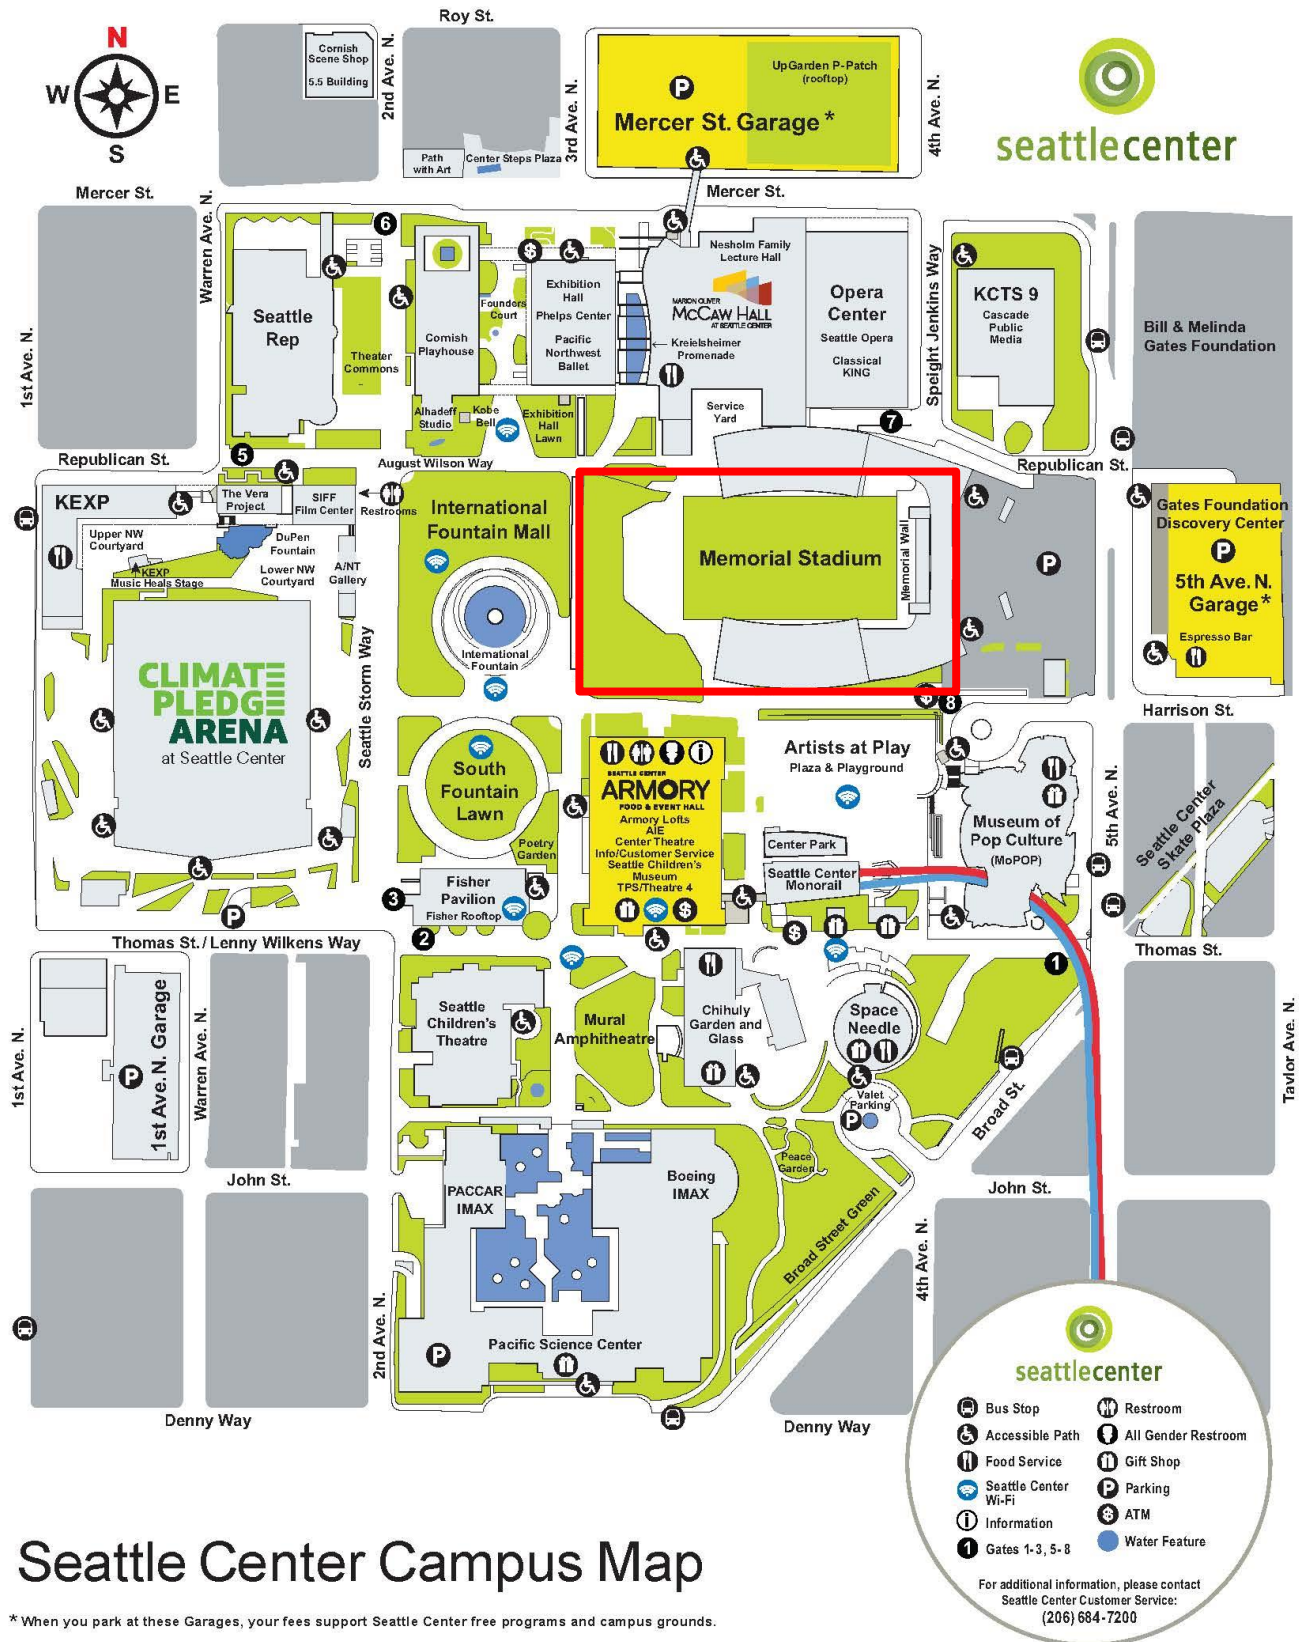 Roy St.
N
W
E
S
Cornish
Scene Shop
5.5 Building
2nd Ave. N.
Path
with Art
Center Steps Plaza
3rd Ave. N.
P
Mercer St. Garage *
UpGarden P-Patch
(rooftop)
4th Ave. N.
seattlecenter
Mercer St.
Mercer St.
Warren Ave. N.
1st Ave. N.
6
Seattle
Rep
Theater
Commons
Cornish
Playhouse
Alhadeff
Studio
Founders
Court
Kobe
Bell
$
Exhibition
Hall
Phelps Center
Pacific
Northwest
Ballet
Exhibition
Hall
Lawn
Nesholm Family
Lecture Hall
MARION OLIVER
McCAW HALL
AT SEATTLE CENTER
Kreielsheimer
Promenade
Service
Yard
Opera
Center
Seattle Opera
Classical
KING
7
Speight Jenkins Way
KCTS 9
Cascade
Public
Media
Bill & Melinda
Gates Foundation
Republican St.
5
August Wilson Way
Republican St.
KEXP
The Vera
Project
SIFF
Film Center
Restrooms
Upper NW
Courtyard
DuPen
Fountain
KEXP
Music Heals Stage
Lower NW
Courtyard
A/NT
Gallery
International
Fountain Mall
International
Fountain
Memorial Stadium
Memorial Wall
P
Gates Foundation
Discovery Center
P
5th Ave. N.
Garage*
Espresso Bar
CLIMATE
PLEDGE
ARENA
at Seattle Center
Seattle Storm Way
$
8
Harrison St.
South
Fountain
Lawn
Poetry
Garden
i
SEATTLE CENTER
ARMORY
FOOD & EVENT HALL
Armory Lofts
AIE
Center Theatre
Info/Customer Service
Seattle Children's
Museum
TPS/Theatre 4
$
Artists at Play
Plaza & Playground
Center Park
Seattle Center
Monorail
Museum of
Pop Culture
(MoPOP)
5th Ave. N.
Seattle Center
Skate Plaza
3
Fisher
Pavilion
Fisher Rooftop
2
P
$
Thomas St. / Lenny Wilkens Way
1
Thomas St.
1st Ave. N.
P
1st Ave. N. Garage
Warren Ave. N.
Seattle
Children's
Theatre
Mural
Amphitheatre
Chihuly
Garden and
Glass
Space
Needle
Valet
Parking
P
Broad St.
Taylor Ave. N.
John St.
Peace
Garden
John St.
PACCAR
IMAX
Boeing
IMAX
Broad Street Green
4th Ave. N.
2nd Ave. N.
P
Pacific Science Center
Denny Way
Denny Way
seattlecenter
Bus Stop
Restroom
Accessible Path
All Gender Restroom
Food Service
Gift Shop
Seattle Center
Wi-Fi
P Parking
i Information
$ ATM
1 Gates 1-3, 5-8
Water Feature
For additional information, please contact
Seattle Center Customer Service:
(206) 684-7200
Seattle Center Campus Map
* When you park at these Garages, your fees support Seattle Center free programs and campus grounds.